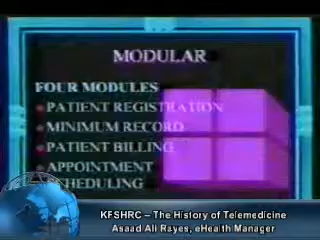 MODULAR
FOUR MODULES
PATIENT REGISTRATION
MINIMUM RECORD
PATIENT BILLING
APPOINTMENT
SCHEDULING
KFSHRC – The History of Telemedicine
Asaad Ali Rayes, eHealth Manager